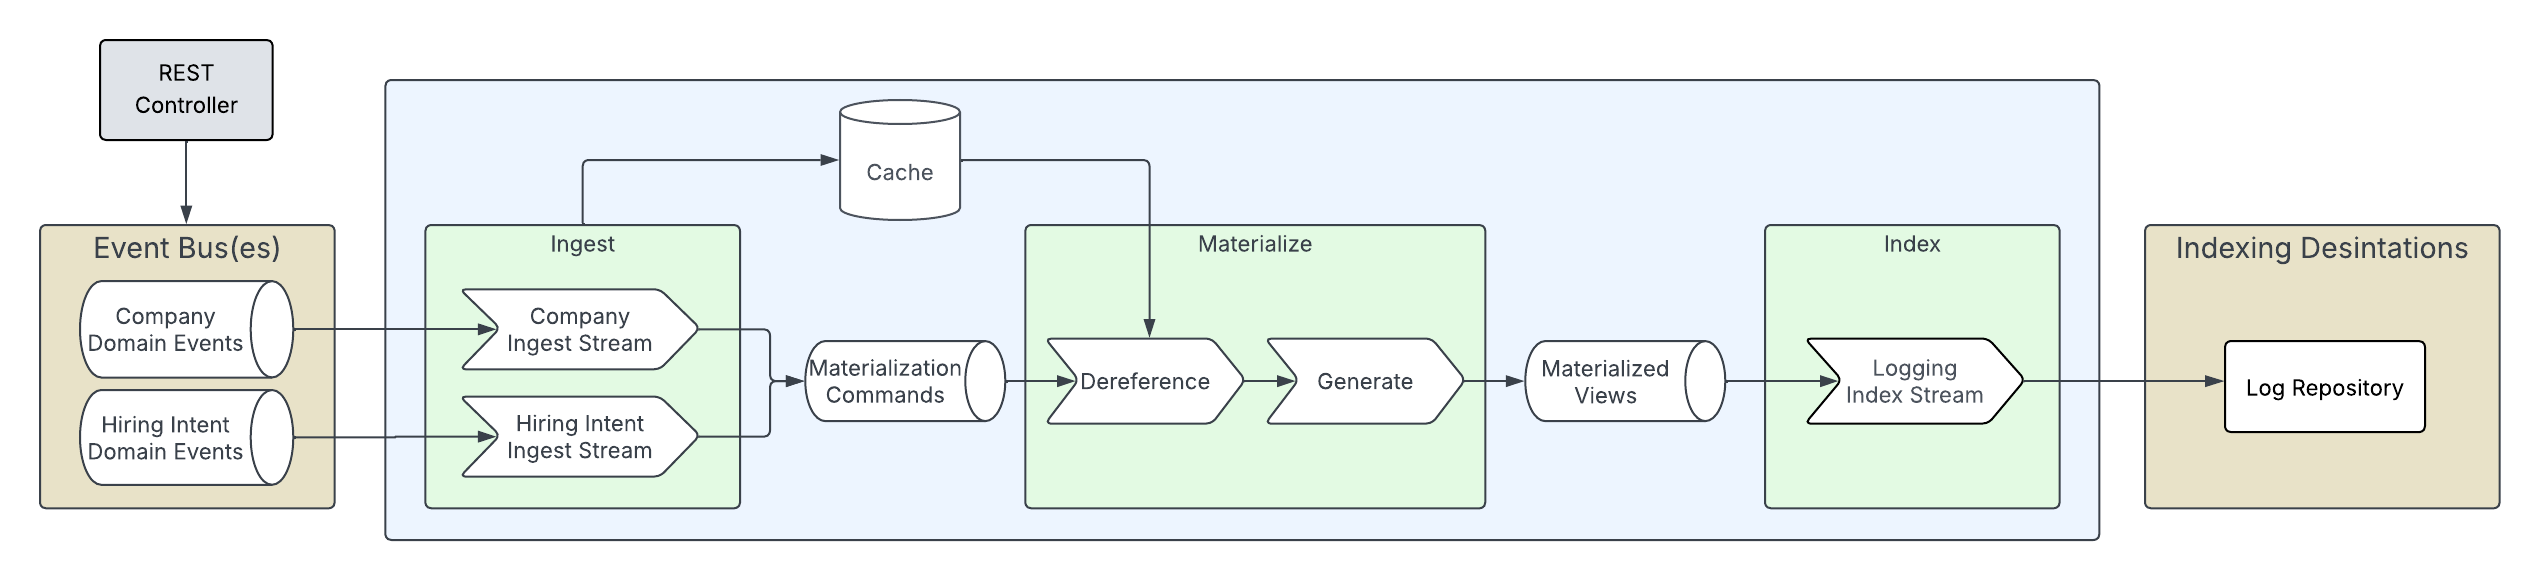 REST
Controller
Event Bus(es)
Company
Domain Events
Hiring Intent
Domain Events
Ingest
Company
Ingest Stream
Hiring Intent
Ingest Stream
Cache
Materialization
Commands
Materialize
Dereference
Generate
Materialized
Views
Index
Logging
Index Stream
Indexing Desintations
Log Repository